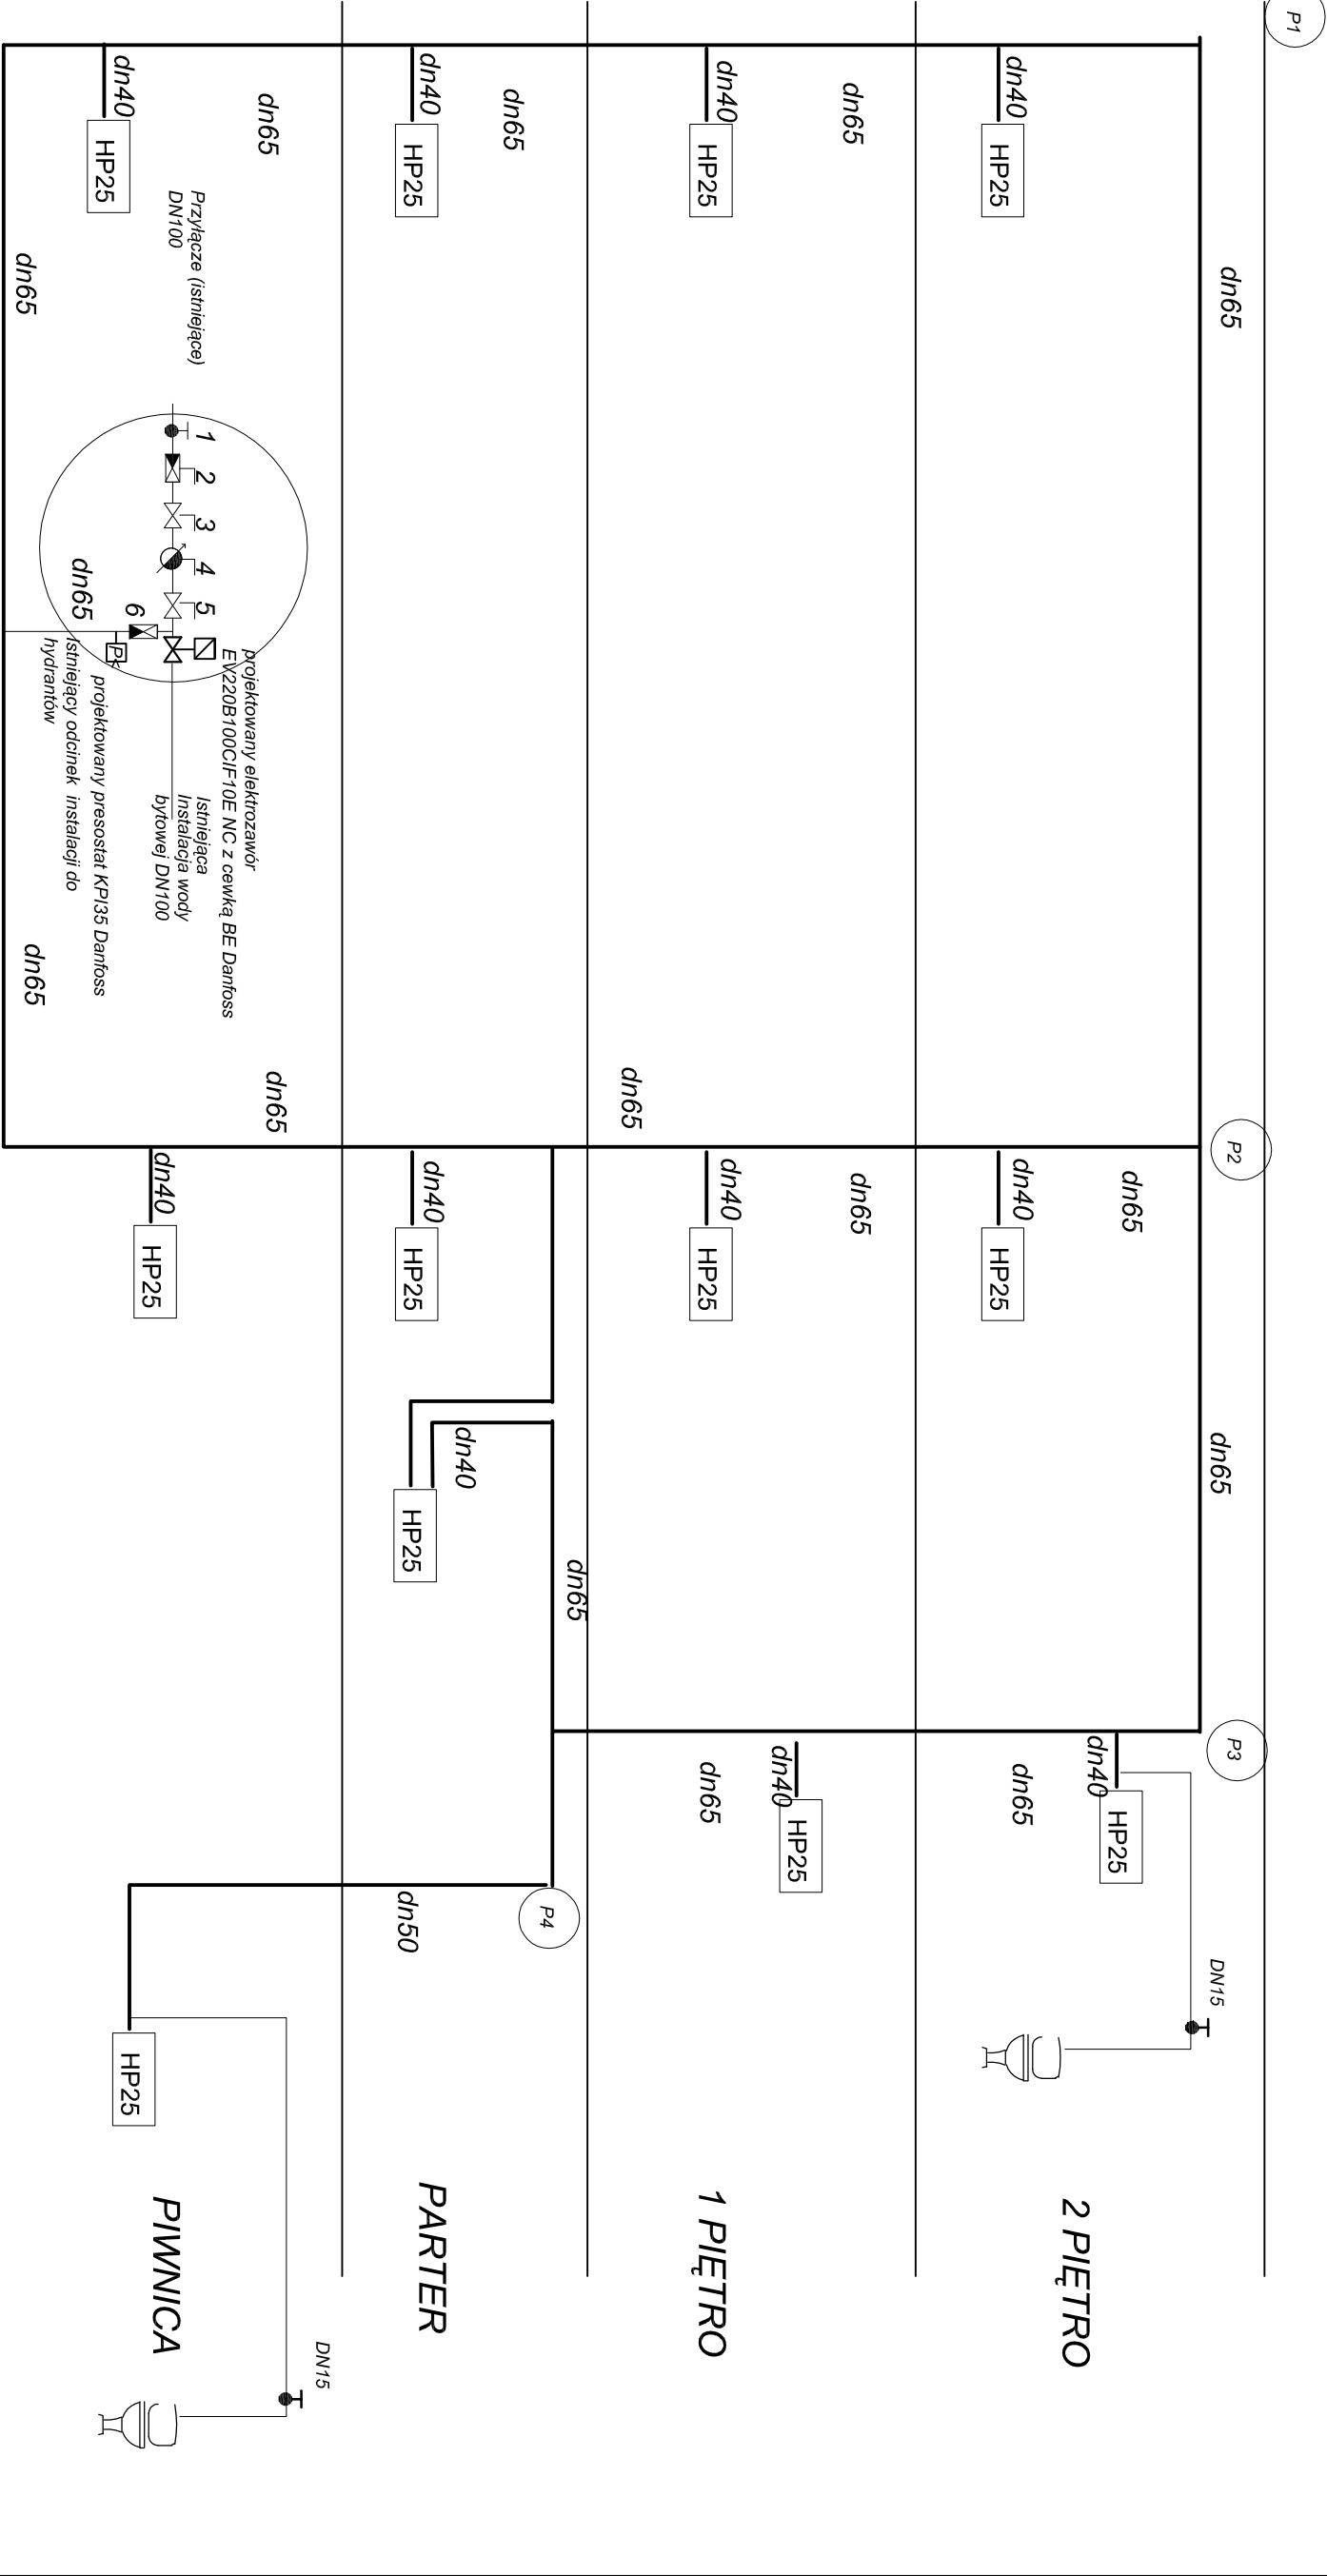 P1
P2
P3
dn65
dn65
DN15
dn65
dn40
HP25
2 PIĘTRO
dn40
HP25
dn40
HP25
dn65
dn65
dn65
dn40
HP25
dn40
HP25
dn40
HP25
dn65
1 PIĘTRO
dn65
dn65
P4
dn65
dn40
HP25
dn40
HP25
dn40
HP25
dn50
PARTER
DN15
dn65
dn65
projektowany elektrozawór
EV220B100CIF10E NC z cewką BE Danfoss
Przyłącze (istniejące)
DN100
1
2
3
4
5
6
Istniejąca
Instalacja wody
bytowej DN100
dn40
HP25
dn40
HP25
HP25
PIWNICA
PK
projektowany presostat KPI35 Danfoss
dn65
Istniejący odcinek instalacji do
hydrantów
dn65
dn65